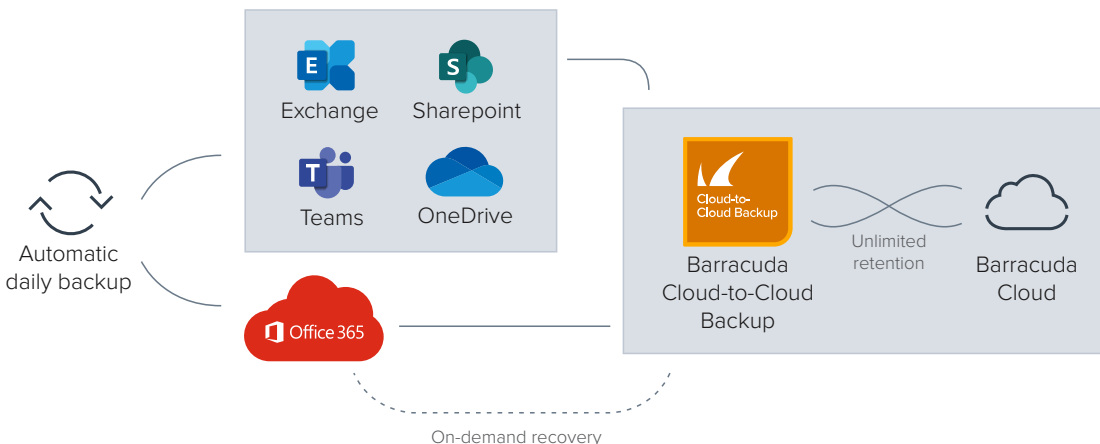 E
Exchange
S
Sharepoint
T
Teams
OneDrive
Automatic
daily backup
Office 365
Cloud-to-
Cloud Backup
Barracuda
Cloud-to-Cloud
Backup
Unlimited
retention
Barracuda
Cloud
On-demand recovery